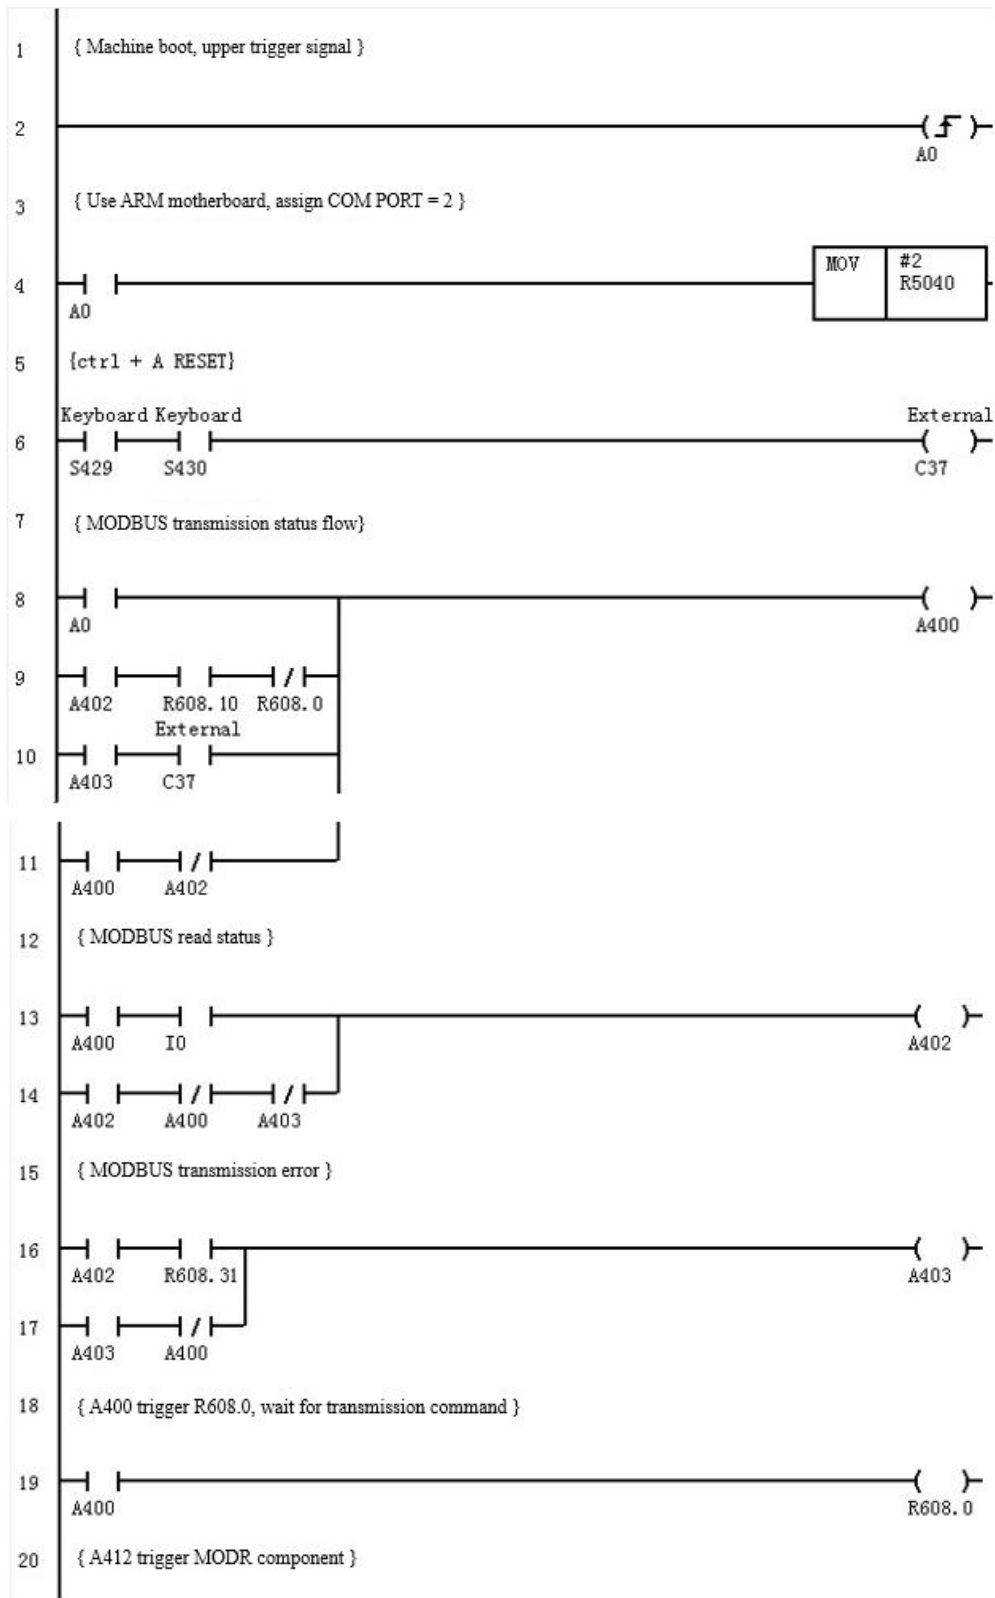 1 { Machine boot, upper trigger signal }
2
A0
3 { Use ARM motherboard, assign COM PORT = 2 }
MOV #2
4 R5040
A0
5 {ctrl + A RESET}
Keyboard Keyboard External
6
S429 S430 C37
7 { MODBUS transmission status flow}
8
A0 A400
9
A402 R608.10 R608.0
External
10
A403 C37
11
A400 A402
12 { MODBUS read status }
13
A400 I0 A402
14
A402 A400 A403
15 { MODBUS transmission error }
16
A402 R608.31 A403
17
A403 A400
18 { A400 trigger R608.0, wait for transmission command }
19
A400 R608.0
20 { A412 trigger MODR component }